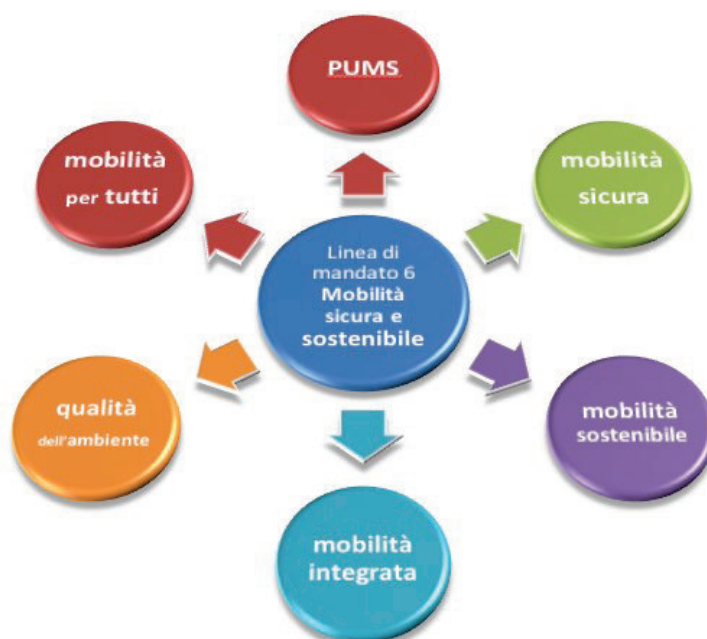 PUMS
mobilità
per tutti
mobilità
sicura
Linea di
mandato 6
Mobilità
sicura e
sostenibile
qualità
dell'ambiente
mobilità
sostenibile
mobilità
integrata